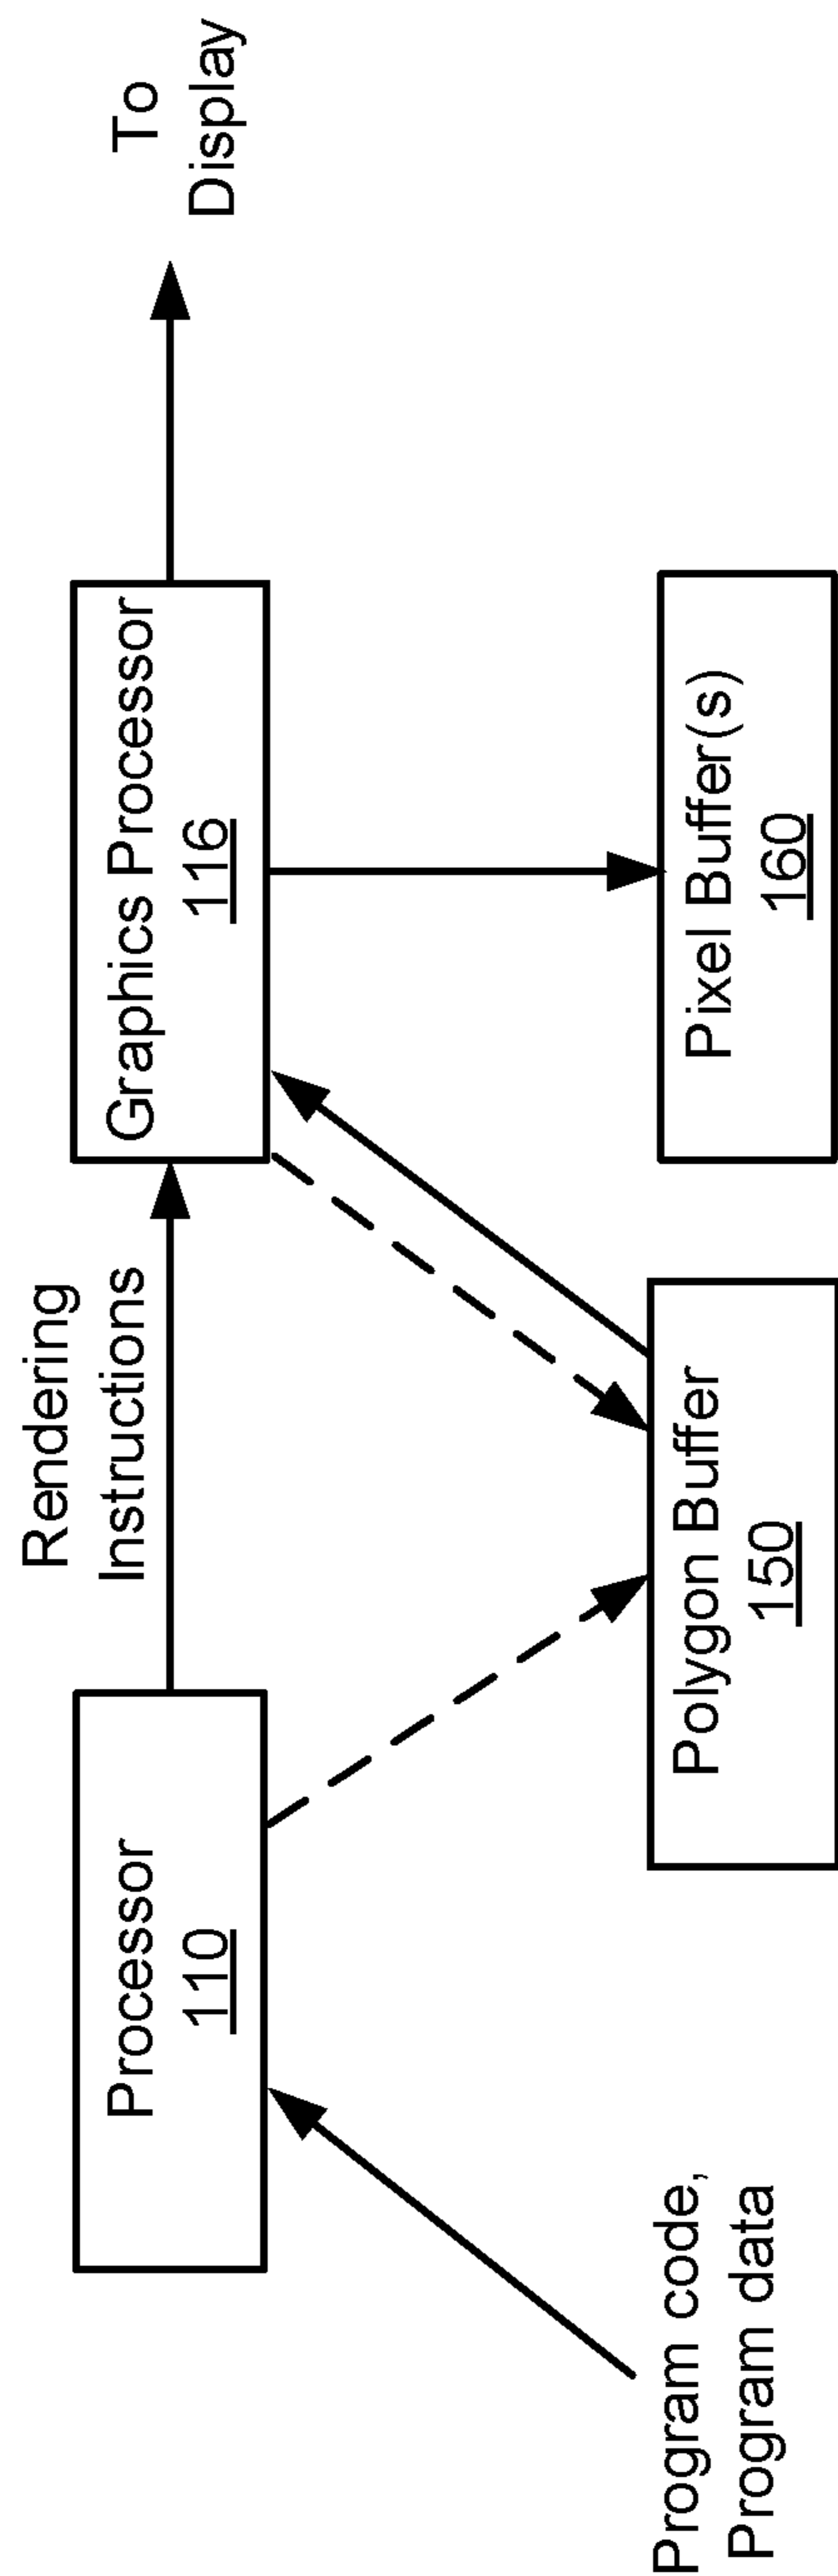 Rendering
Instructions
To
Display
Processor
110
Graphics Processor
116
Program code,
Program data
Polygon Buffer
150
Pixel Buffer(s)
160